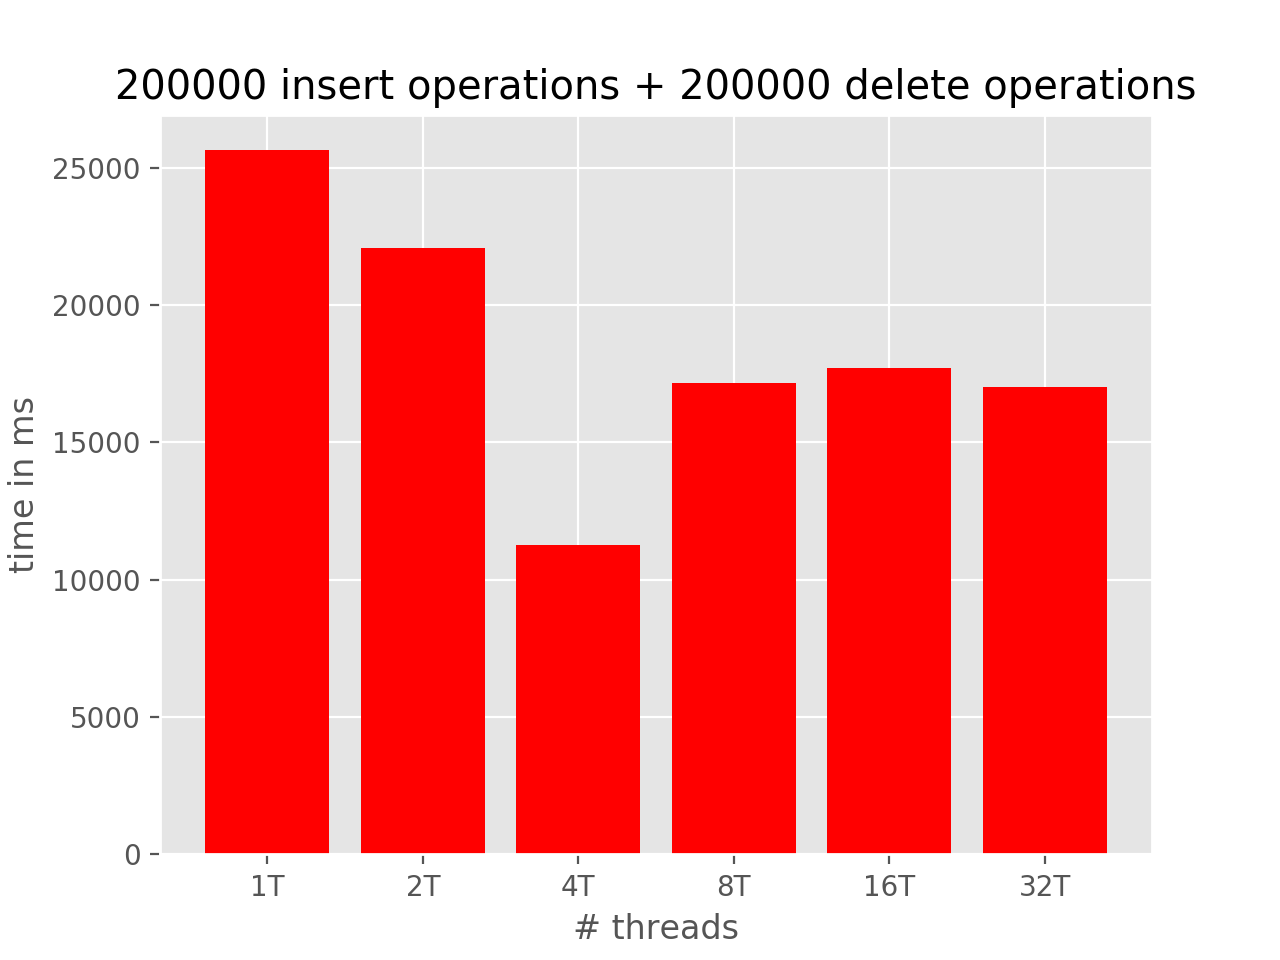 200000 insert operations + 200000 delete operations
25000
20000
15000
10000
5000
0
time in ms
1T 2T 4T 8T 16T 32T
# threads